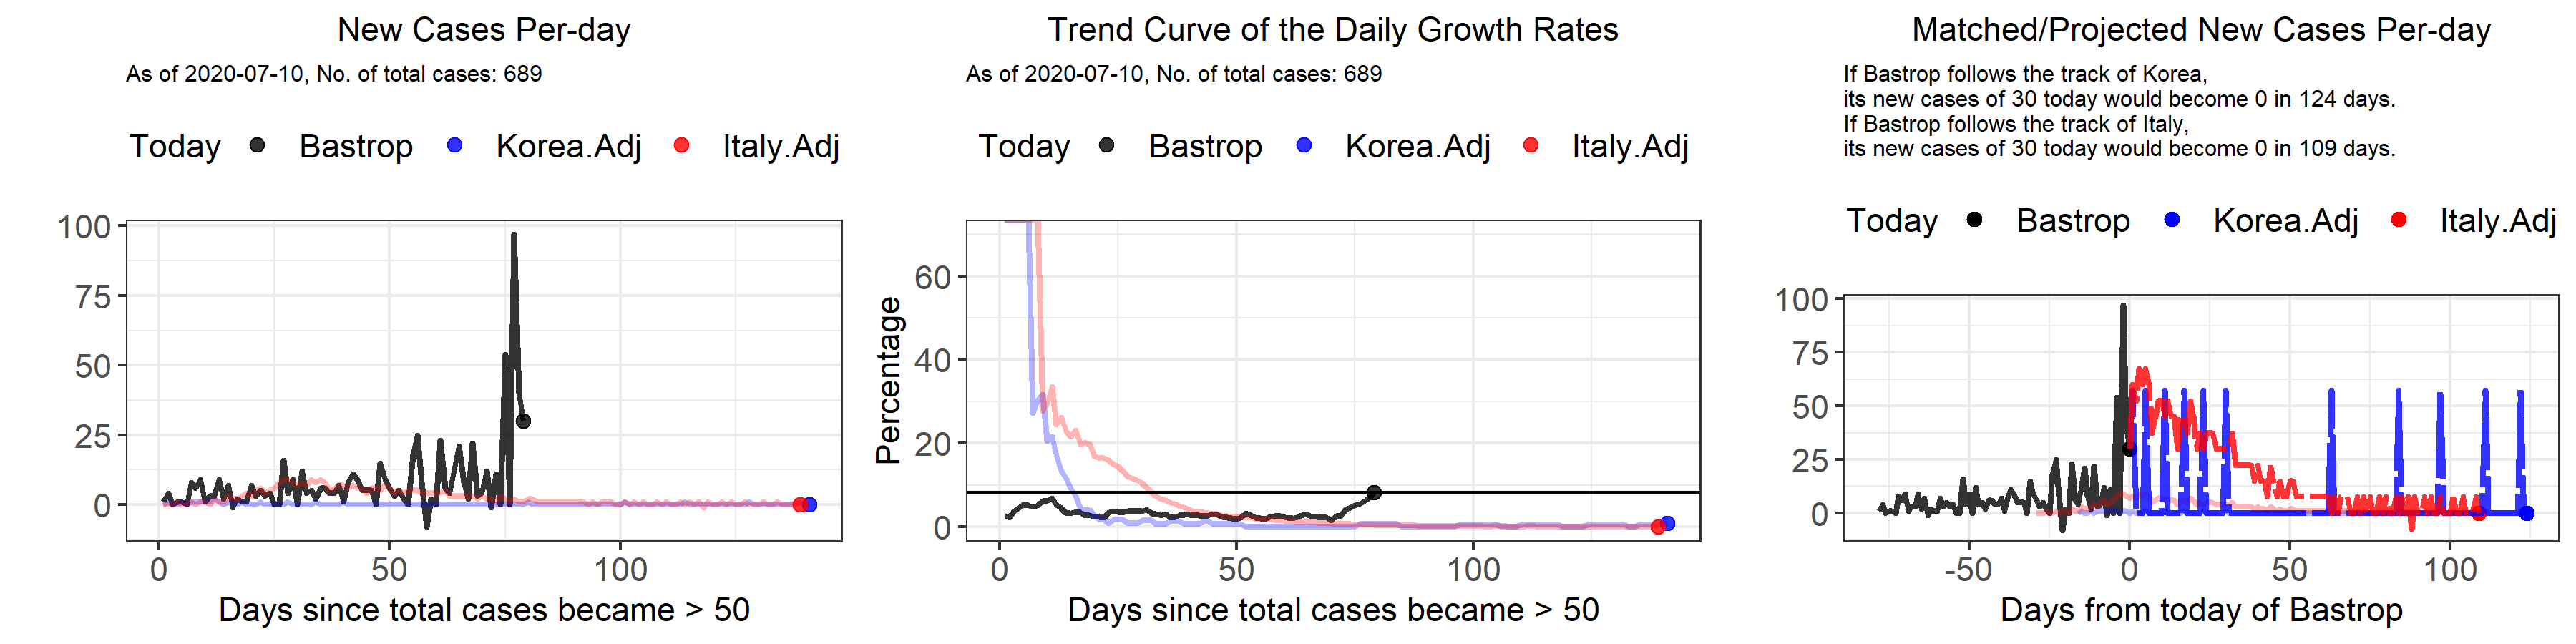 New Cases Per-day
As of 2020-07-10, No. of total cases: 689
Today Bastrop Korea.Adj Italy.Adj
100
75
50
25
0
0 50 100
Days since total cases became > 50
Trend Curve of the Daily Growth Rates
As of 2020-07-10, No. of total cases: 689
Today Bastrop Korea.Adj Italy.Adj
Percentage
60
40
20
0
0 50 100
Days since total cases became > 50
Matched/Projected New Cases Per-day
If Bastrop follows the track of Korea,
its new cases of 30 today would become 0 in 124 days.
If Bastrop follows the track of Italy,
its new cases of 30 today would become 0 in 109 days.
Today Bastrop Korea.Adj Italy.Adj
100
75
50
25
0
-50 0 50 100
Days from today of Bastrop